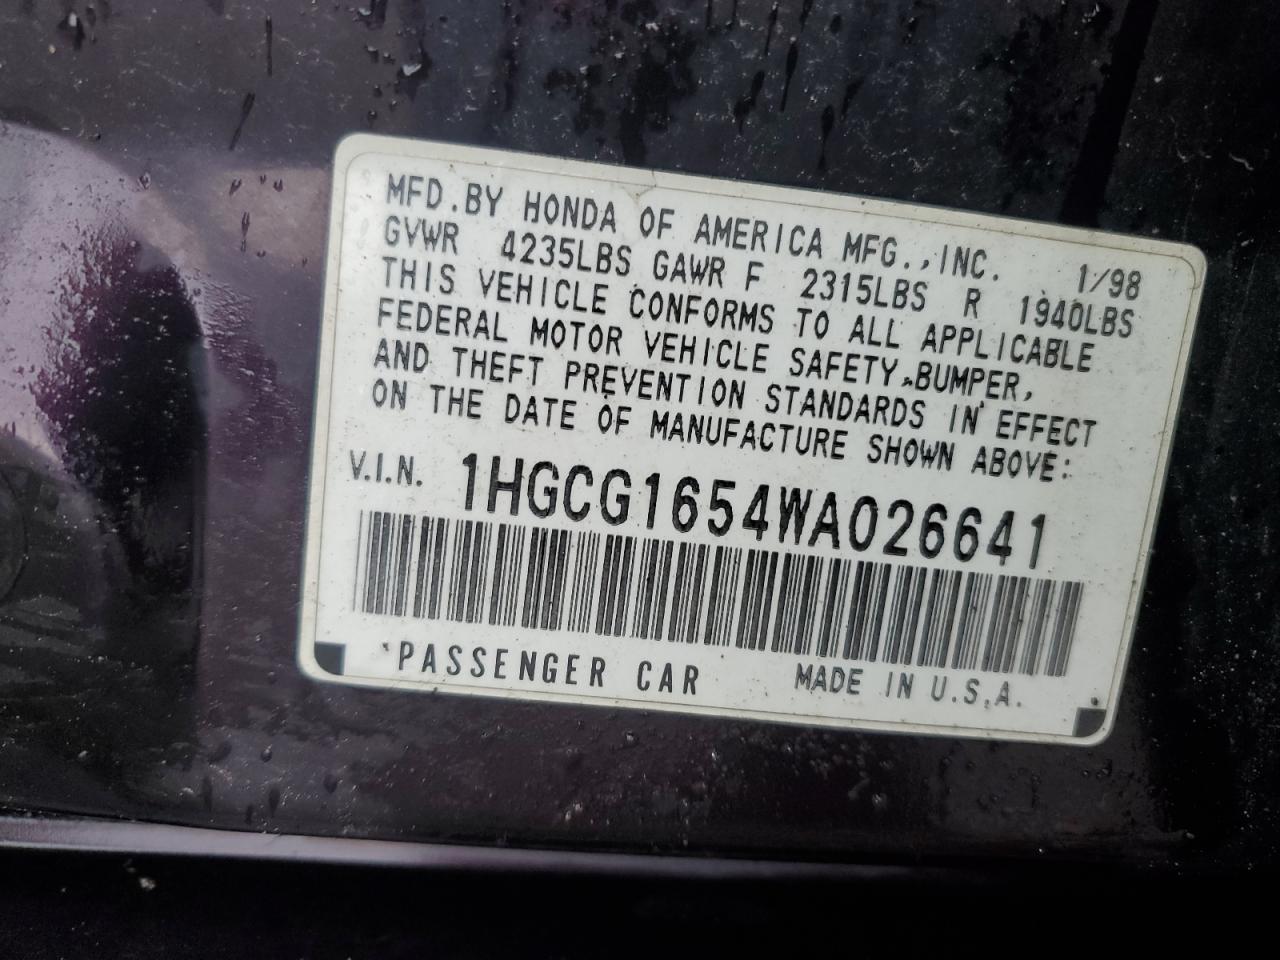 MFD.BY HONDA OF AMERICA MFG.,INC. 1/98
GVWR 4235LBS GAWR F 2315LBS R 1940LBS
THIS VEHICLE CONFORMS TO ALL APPLICABLE
FEDERAL MOTOR VEHICLE SAFETY,BUMPER,
AND THEFT PREVENTION STANDARDS IN EFFECT
ON THE DATE OF MANUFACTURE SHOWN ABOVE:
V.I.N. 1HGCG1654WA026641
PASSENGER CAR MADE IN U.S.A.